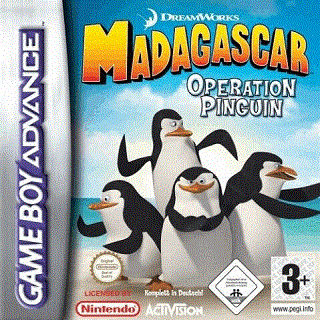 GAME BOY ADVANCE
DREAMWORKS
MADAGASCAR
OPERATION
PINGUIN
LICENSED BY
Nintendo
Komplett in Deutsch!
ACTIVISION
3+
www.pegi.info